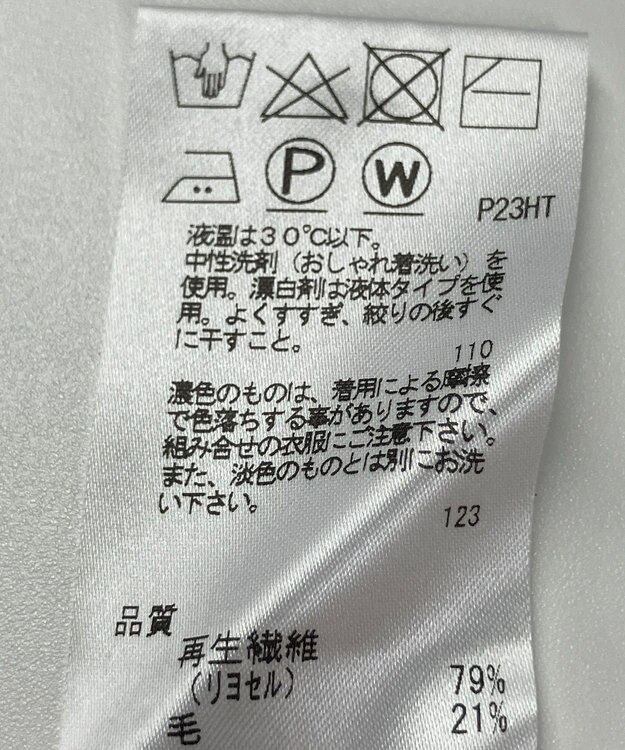 P W
P23HT
液温は30℃以下。
中性洗剤（おしゃれ着洗い）を
使用。漂白剤は液体タイプを使
用。よくすすぎ、絞りの後すぐ
に干すこと。
110
濃色のものは、着用による摩擦
で色落ちする事がありますので、
組み合せの衣服にご注意下さい。
また、淡色のものとは別にお洗
い下さい。
123
品質
再生繊維
（リヨセル） 79%
毛 21%